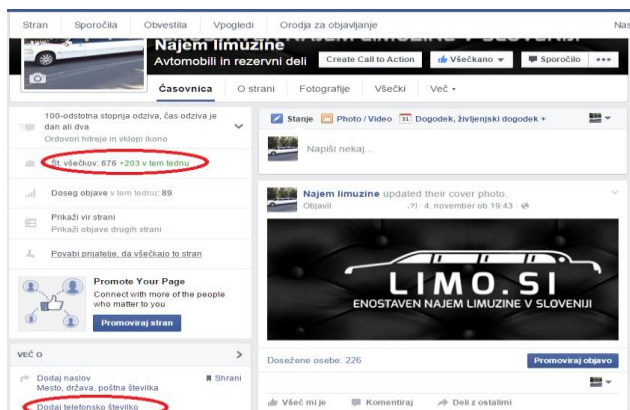 Stran Sporočila Obvestila Vpogledi Orodja za objavljanje Nas
ENOSTAVEN NAJEM LIMUZINE V SLOVENIJI
Najem limuzine
Avtomobili in rezervni deli
Create Call to Action
Všečkano
Sporočilo
•••
Časovnica O strani Fotografije Všečki Več
100-odstotna stopnja odziva, čas odziva je
dan ali dva
Odgovori hitreje in vklopi ikono
Št. všečkov: 676 +203 v tem tednu
Doseg objave v tem tednu: 89
Prikaži vir strani
Prikaži objave drugih strani
Povabi prijatelje, da všečkajo to stran
Promote Your Page
Connect with more of the people
who matter to you
Promoviraj stran
VEČ O
Dodaj naslov
Mesto, država, poštna številka
Shrani
Dodaj telefonsko številko
Stanje Photo / Video 31 Dogodek, življenjski dogodek +
Napiši nekaj...
Najem limuzine updated their cover photo.
Objavil [?] · 4. november ob 19:43 ·
LIMO.SI
ENOSTAVEN NAJEM LIMUZINE V SLOVENIJI
Dosežene osebe: 226
Promoviraj objavo
Všeč mi je Komentiraj Deli z ostalimi